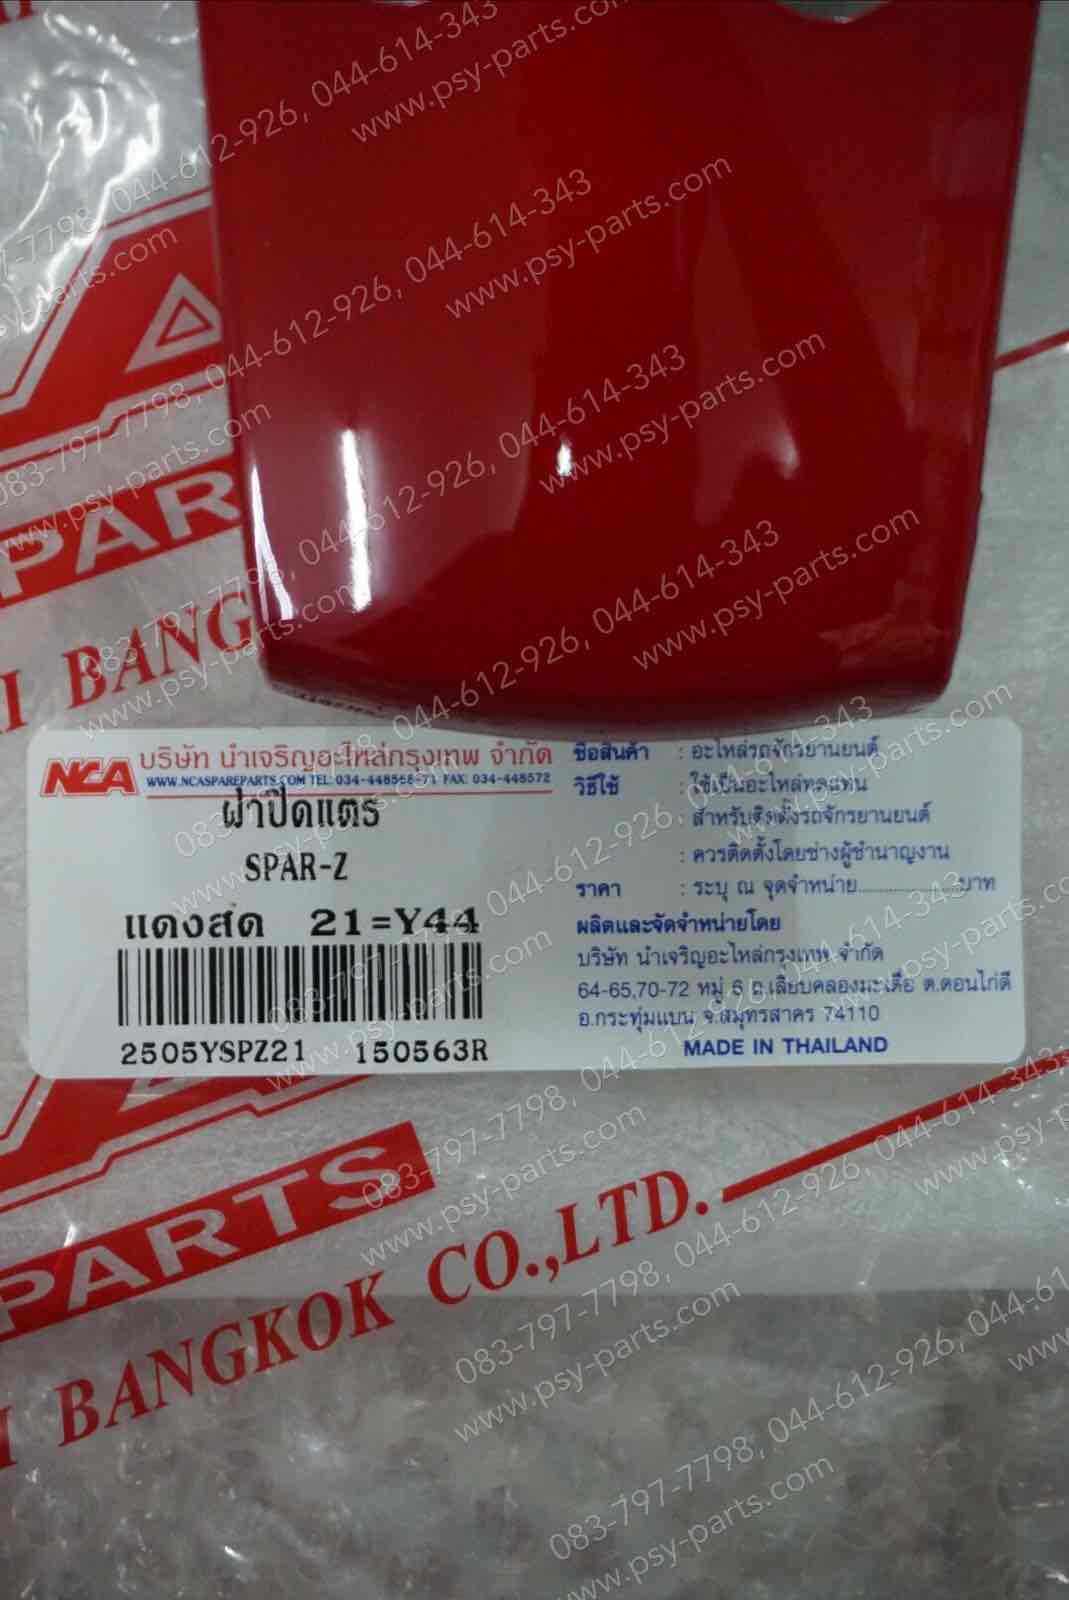 PAR
I BANG
NCA บริษัท นำเจริญอะไหล่กรุงเทพ จำกัด
WWW.NCASPAREPARTS.COM TEL: 034-448568-71 FAX: 034-448572
ฝาปิดแตร
SPAR-Z
แดงสด 21=Y44
2505YSPZ21 150563R
ชื่อสินค้า : อะไหล่รถจักรยานยนต์
วิธีใช้ : ใช้เป็นอะไหล่ทดแทน
สำหรับติดตั้งรถจักรยานยนต์
: ควรติดตั้งโดยช่างผู้ชำนาญงาน
ราคา : ระบุ ณ จุดจำหน่าย....................บาท
ผลิตและจัดจำหน่ายโดย
บริษัท นำเจริญอะไหล่กรุงเทพ จำกัด
64-65,70-72 หมู่ 6 ถ.เลียบคลองมะเดื่อ ต.ดอนไก่ดี
อ.กระทุ่มแบน จ.สมุทรสาคร 74110
MADE IN THAILAND
PARTS
I BANGKOK CO.,LTD.
083-797-7798, 044-612-926, 044-614-343
www.psy-parts.com